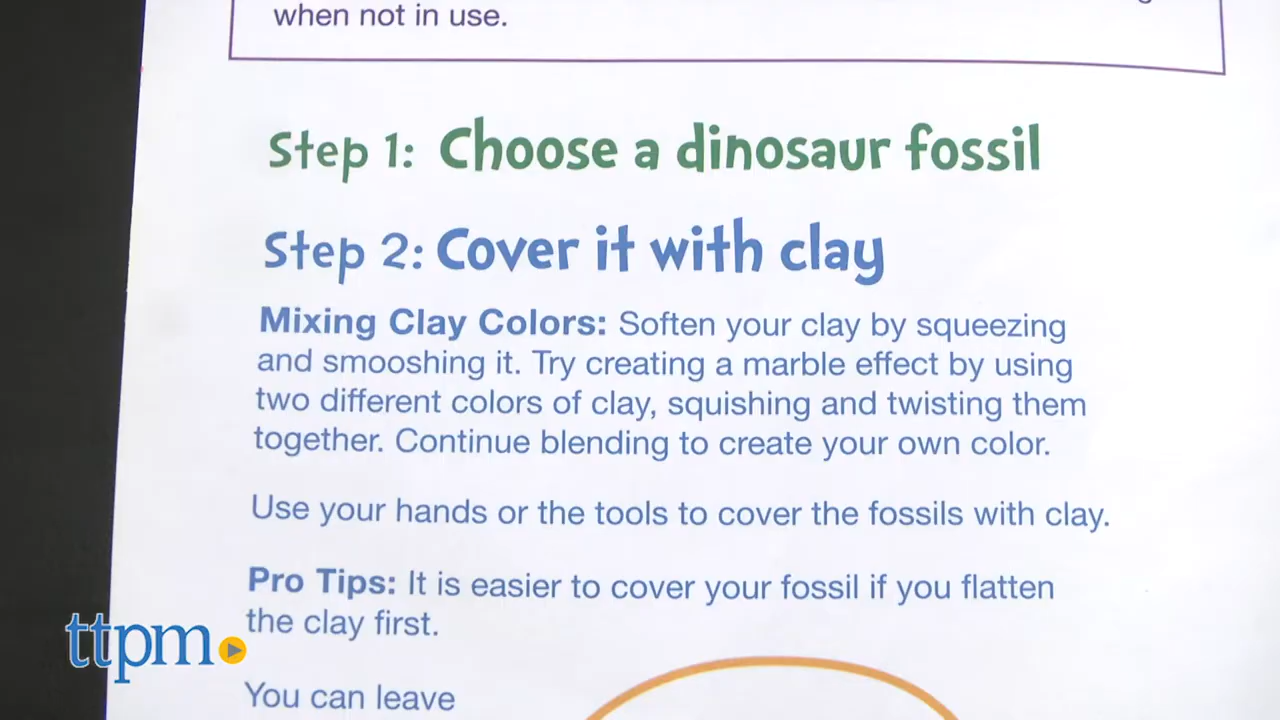 when not in use.
Step 1: Choose a dinosaur fossil
Step 2: Cover it with clay
Mixing Clay Colors: Soften your clay by squeezing
and smooshing it. Try creating a marble effect by using
two different colors of clay, squishing and twisting them
together. Continue blending to create your own color.
Use your hands or the tools to cover the fossils with clay.
Pro Tips: It is easier to cover your fossil if you flatten
the clay first.
You can leave
ttpm